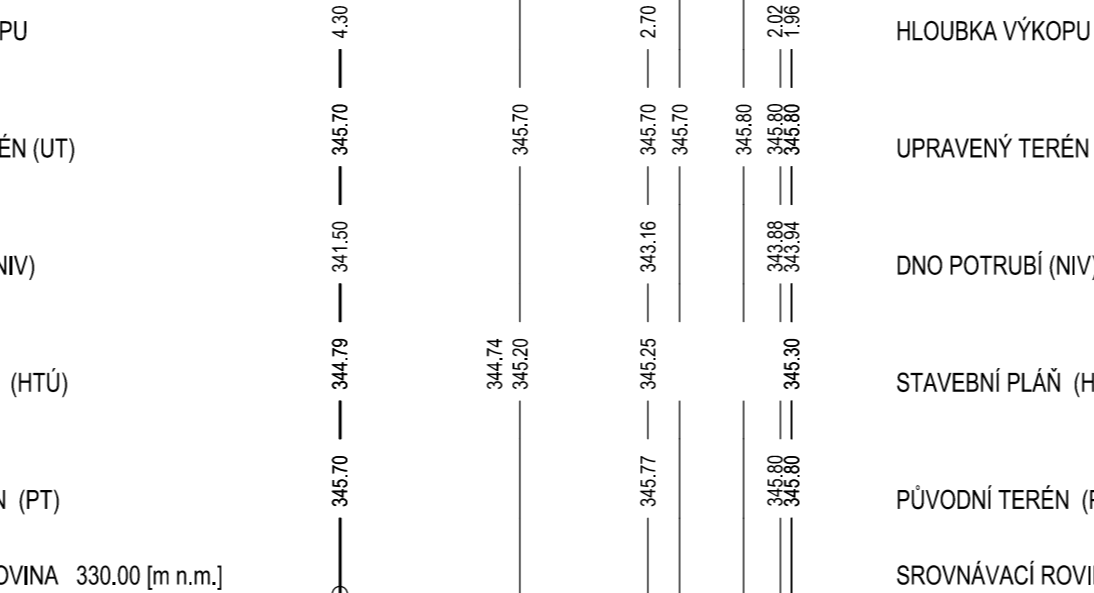 PU 4.30 2.70 2.02 1.96 HLOUBKA VÝKOPU
ÉN (UT) 345.70 345.70 345.70 345.70 345.80 345.80 345.80 UPRAVENÝ TERÉN
NIV) 341.50 343.16 343.88 343.94 DNO POTRUBÍ (NIV)
(HTÚ) 344.79 344.74 345.20 345.25 345.30 STAVEBNÍ PLÁŇ (H
N (PT) 345.70 345.77 345.80 345.80 PŮVODNÍ TERÉN (P
OVINA 330.00 [m n.m.] SROVNÁVACÍ ROVI